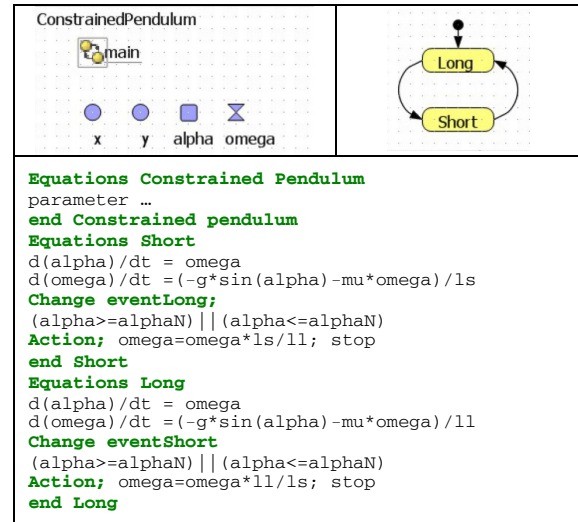 ConstrainedPendulum
main
x y alpha omega
Long
Short
Equations Constrained Pendulum
parameter …
end Constrained pendulum
Equations Short
d(alpha)/dt = omega
d(omega)/dt =(-g*sin(alpha)-mu*omega)/ls
Change eventLong;
(alpha>=alphaN)||(alpha<=alphaN)
Action; omega=omega*ls/ll; stop
end Short
Equations Long
d(alpha)/dt = omega
d(omega)/dt =(-g*sin(alpha)-mu*omega)/ll
Change eventShort
(alpha>=alphaN)||(alpha<=alphaN)
Action; omega=omega*ll/ls; stop
end Long